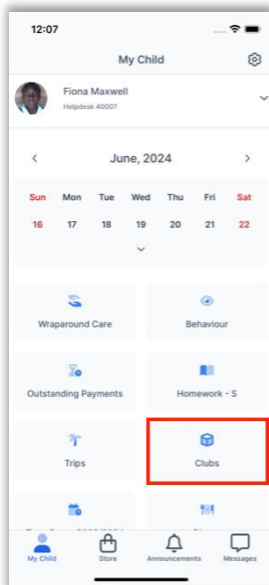 12:07
My Child
Fiona Maxwell
Helpdesk 40007
June, 2024
Sun Mon Tue Wed Thu Fri Sat
16 17 18 19 20 21 22
Wraparound Care Behaviour
Outstanding Payments Homework - S
Trips Clubs
My Child Store Announcements Messages